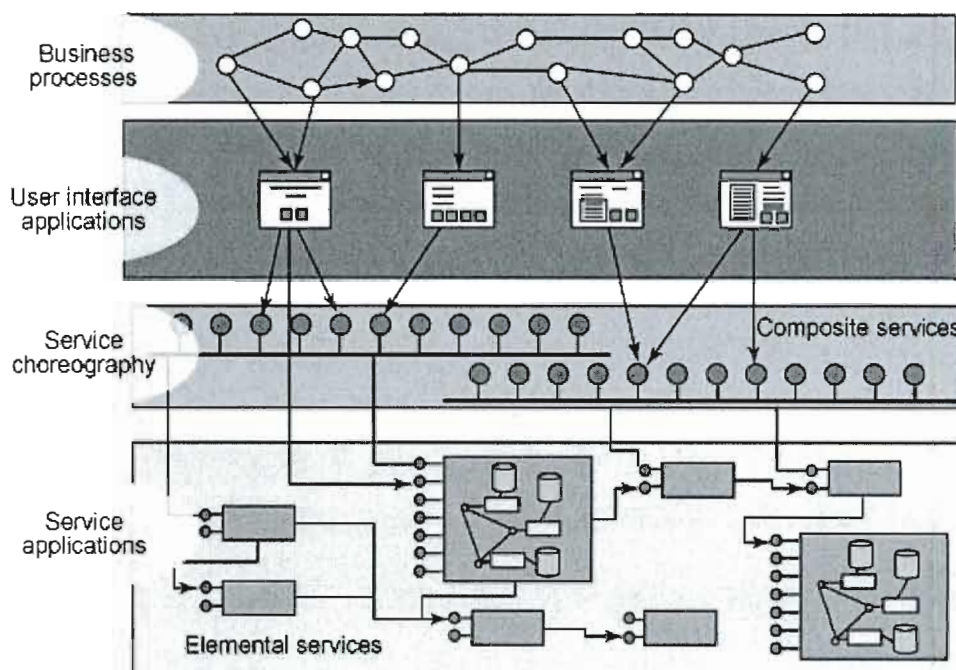 Business
processes
User interface
applications
Service
choreography
Composite services
Service
applications
Elemental services